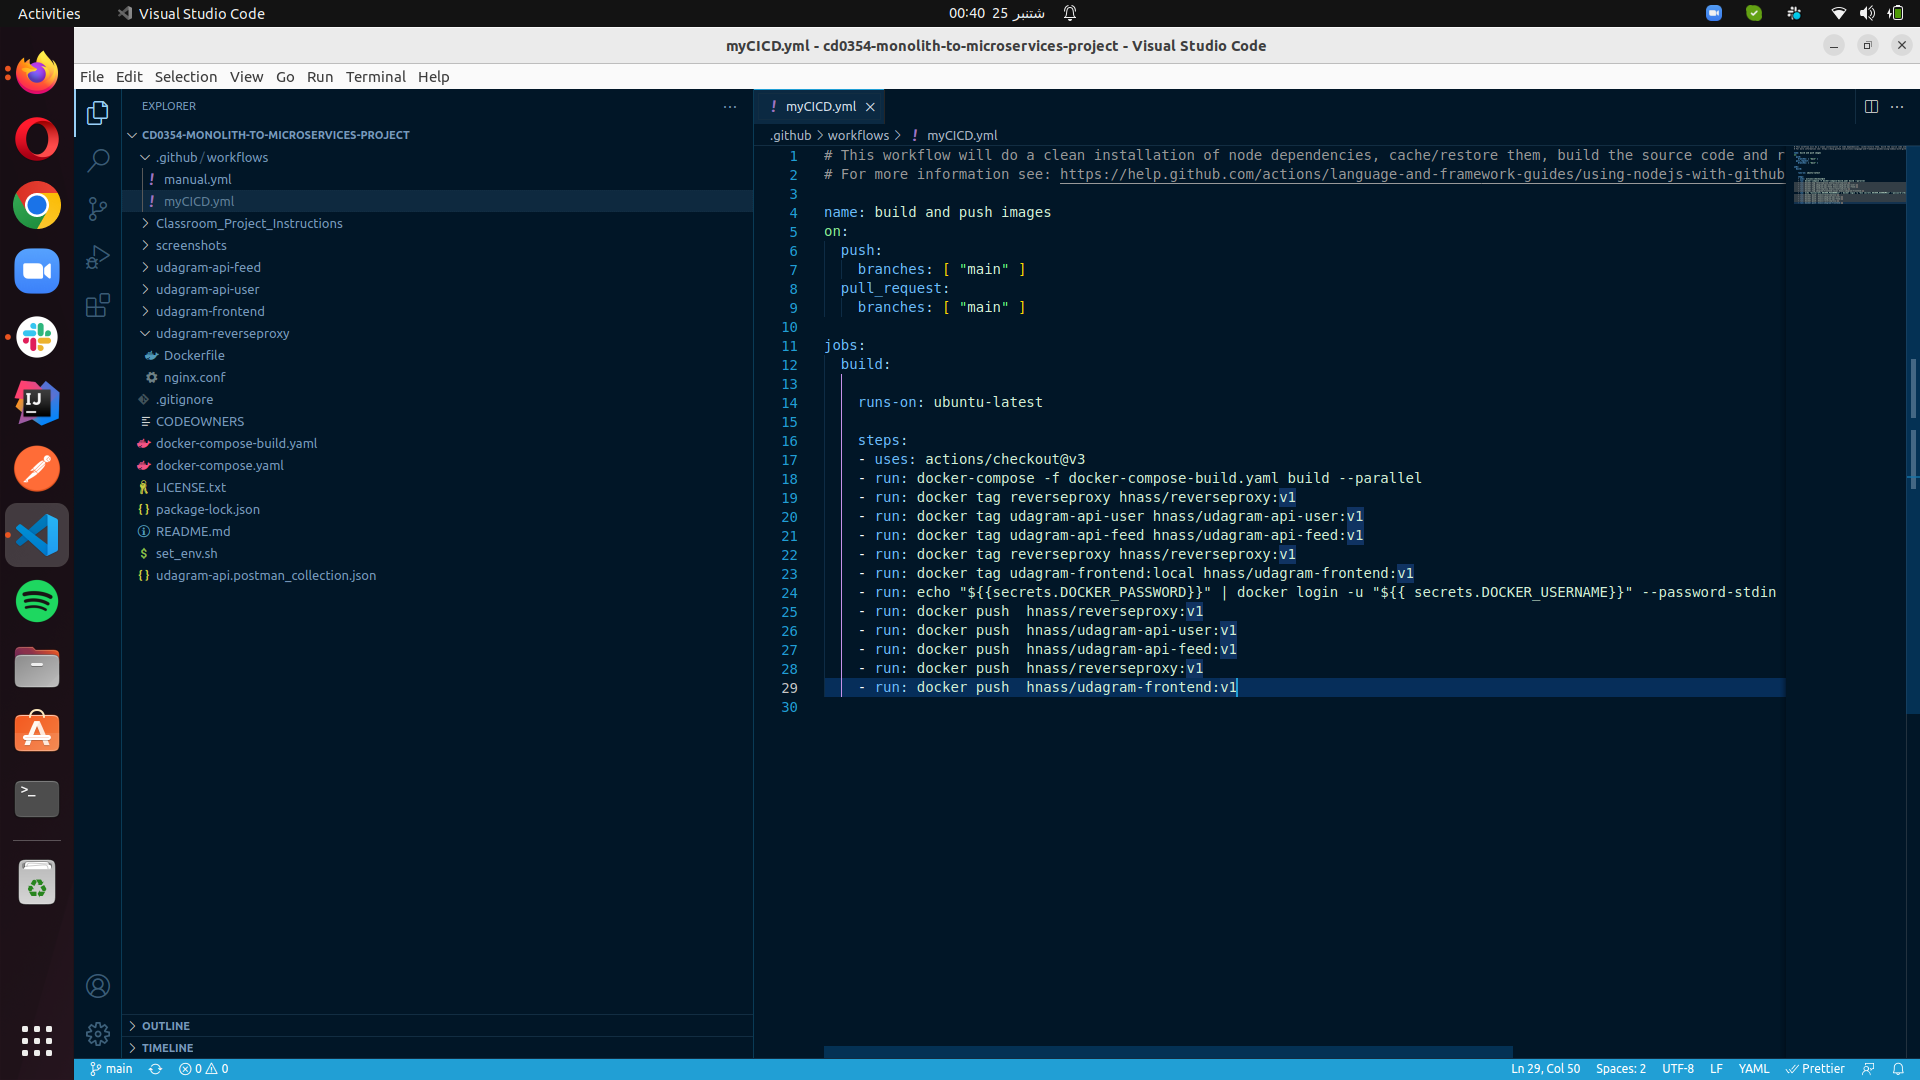 Activities
Visual Studio Code
00:40 25 شتنبر
myCICD.yml - cd0354-monolith-to-microservices-project - Visual Studio Code
File Edit Selection View Go Run Terminal Help
EXPLORER
CD0354-MONOLITH-TO-MICROSERVICES-PROJECT
.github / workflows
! manual.yml
! myCICD.yml
Classroom_Project_Instructions
screenshots
udagram-api-feed
udagram-api-user
udagram-frontend
udagram-reverseproxy
Dockerfile
nginx.conf
.gitignore
CODEOWNERS
docker-compose-build.yaml
docker-compose.yaml
LICENSE.txt
{} package-lock.json
README.md
$ set_env.sh
{} udagram-api.postman_collection.json
OUTLINE
TIMELINE
! myCICD.yml
.github > workflows > ! myCICD.yml
1 # This workflow will do a clean installation of node dependencies, cache/restore them, build the source code and r
2 # For more information see: https://help.github.com/actions/language-and-framework-guides/using-nodejs-with-github
3
4 name: build and push images
5 on:
6 push:
7 branches: [ "main" ]
8 pull_request:
9 branches: [ "main" ]
10
11 jobs:
12 build:
13
14 runs-on: ubuntu-latest
15
16 steps:
17 - uses: actions/checkout@v3
18 - run: docker-compose -f docker-compose-build.yaml build --parallel
19 - run: docker tag reverseproxy hnass/reverseproxy:v1
20 - run: docker tag udagram-api-user hnass/udagram-api-user:v1
21 - run: docker tag udagram-api-feed hnass/udagram-api-feed:v1
22 - run: docker tag reverseproxy hnass/reverseproxy:v1
23 - run: docker tag udagram-frontend:local hnass/udagram-frontend:v1
24 - run: echo "${{secrets.DOCKER_PASSWORD}}" | docker login -u "${{ secrets.DOCKER_USERNAME}}" --password-stdin
25 - run: docker push  hnass/reverseproxy:v1
26 - run: docker push  hnass/udagram-api-user:v1
27 - run: docker push  hnass/udagram-api-feed:v1
28 - run: docker push  hnass/reverseproxy:v1
29 - run: docker push  hnass/udagram-frontend:v1
30
main 0 0 Ln 29, Col 50 Spaces: 2 UTF-8 LF YAML Prettier